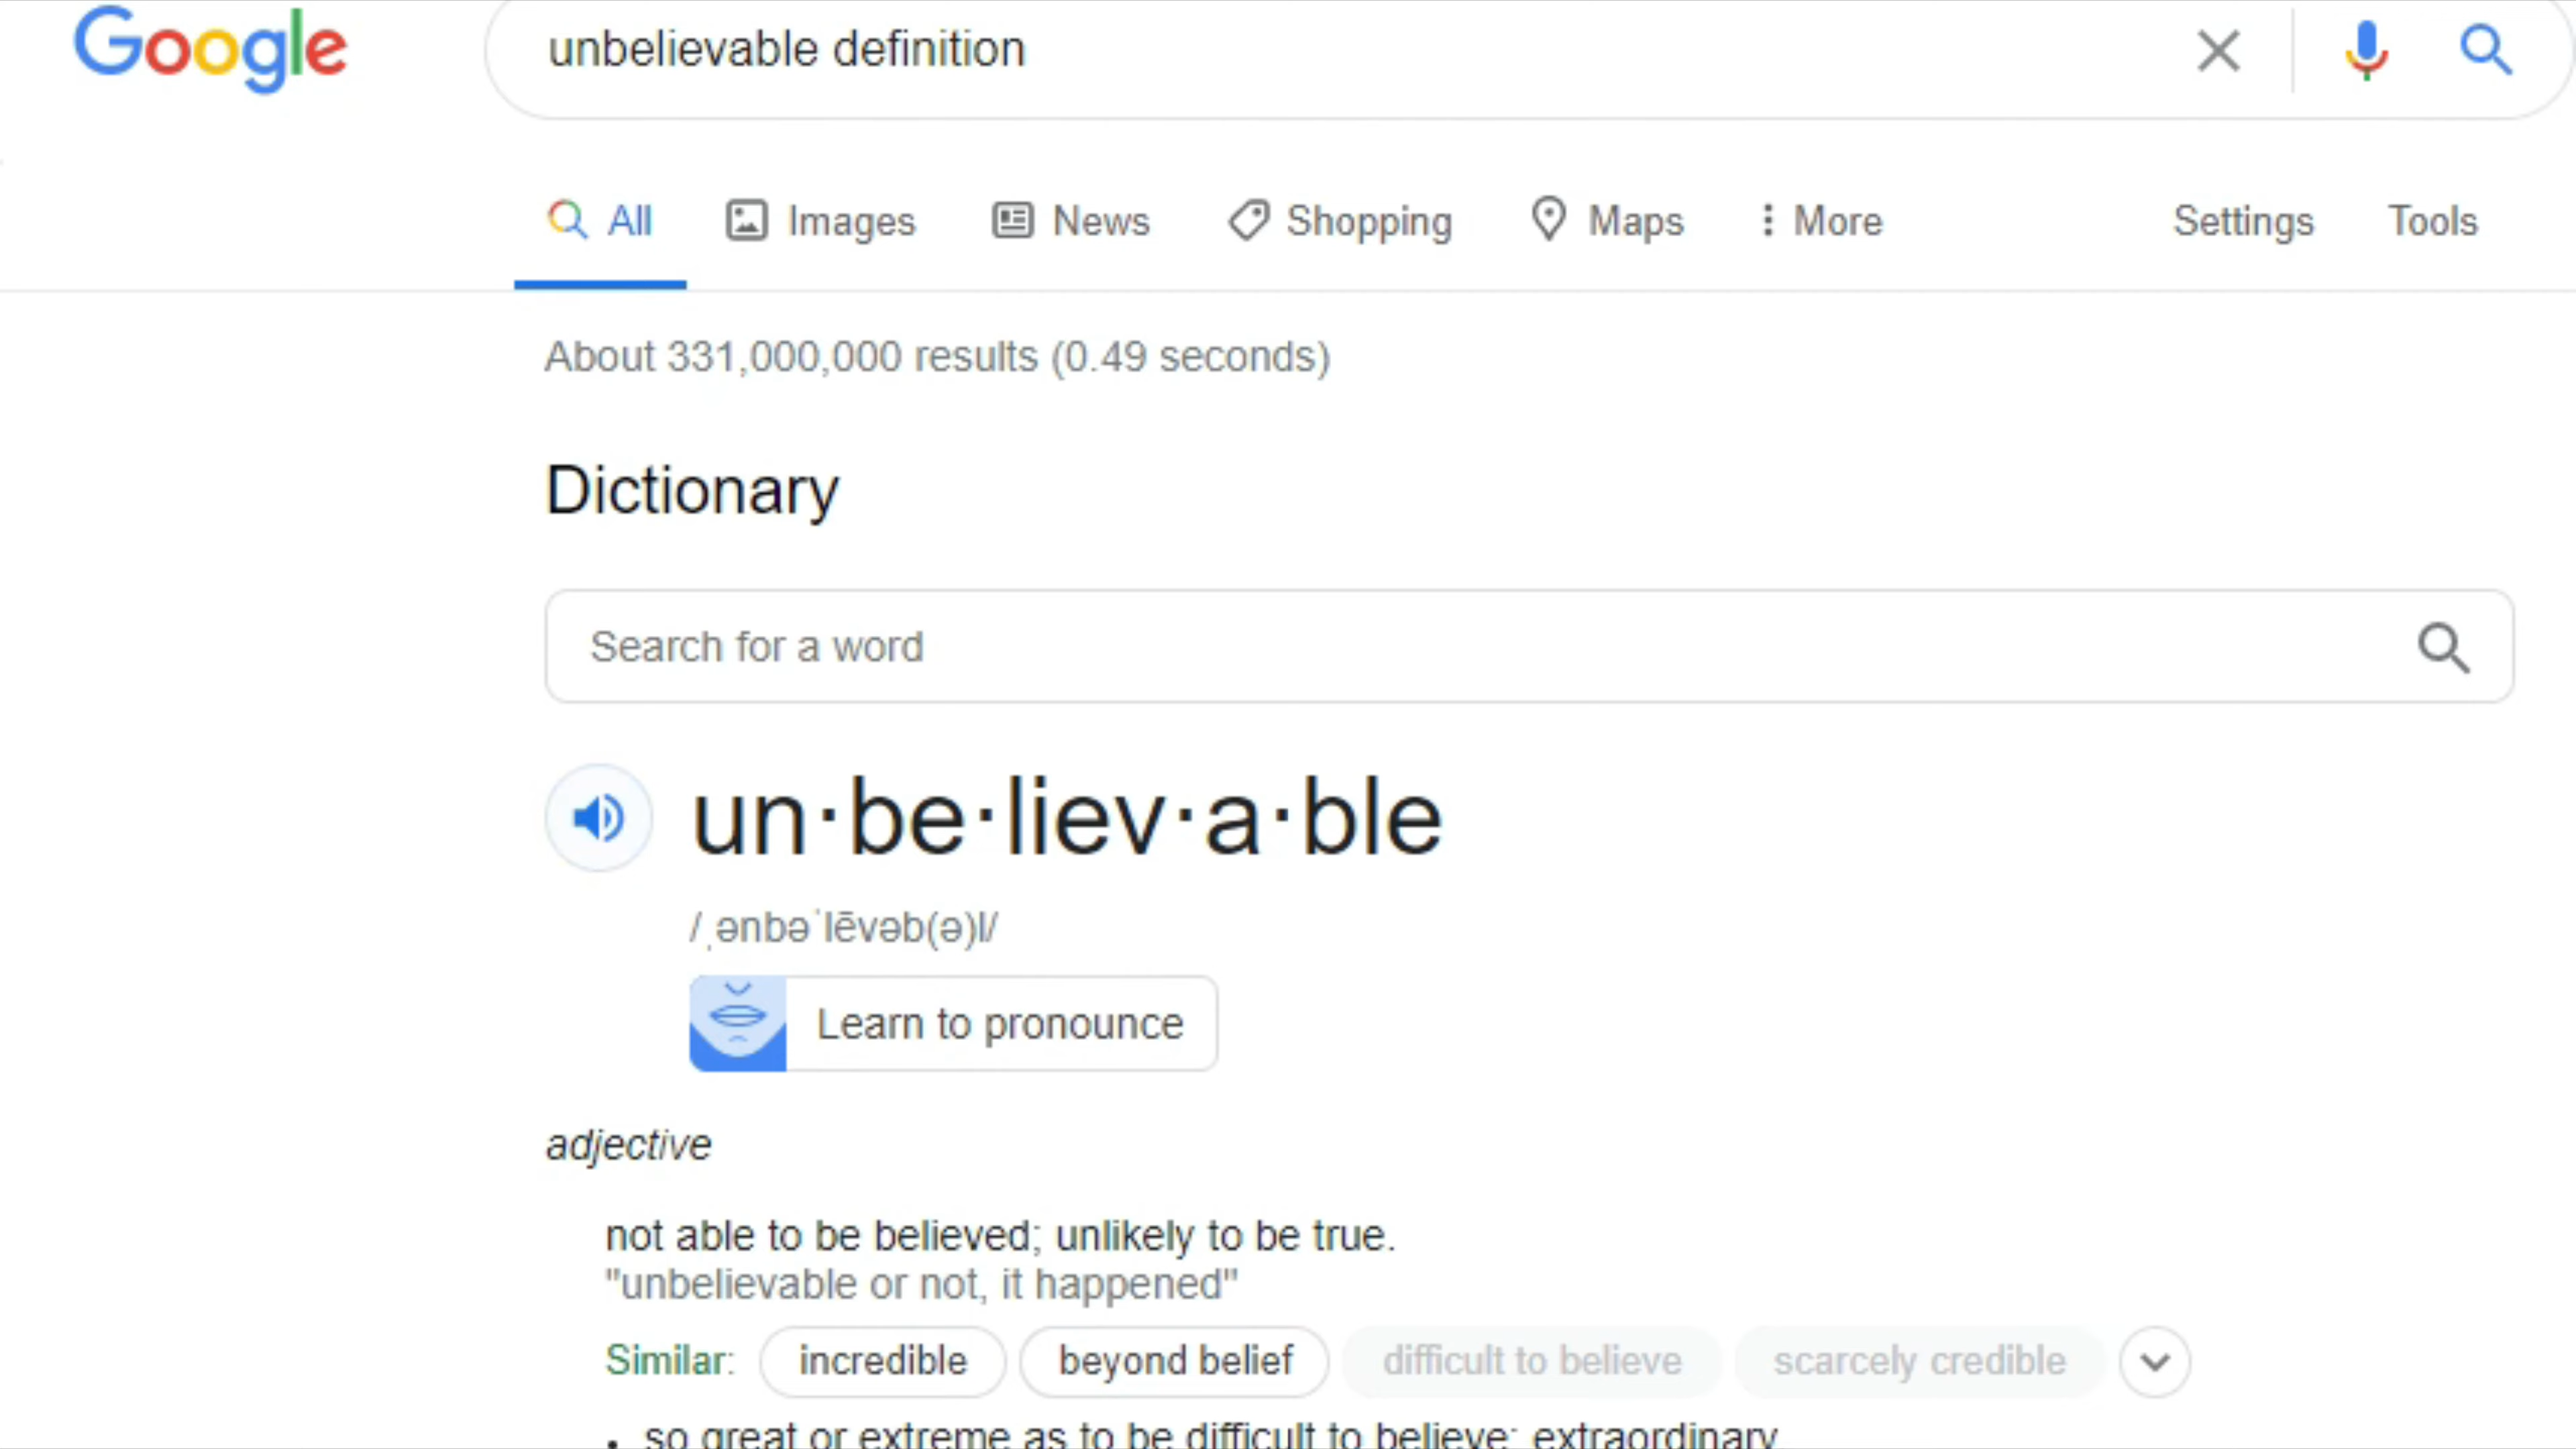 Google unbelievable definition
All Images News Shopping Maps More Settings Tools
About 331,000,000 results (0.49 seconds)
Dictionary
Search for a word
un·be·liev·a·ble
/ˌənbəˈlēvəb(ə)l/
Learn to pronounce
adjective
not able to be believed; unlikely to be true.
"unbelievable or not, it happened"
Similar: incredible beyond belief difficult to believe scarcely credible
• so great or extreme as to be difficult to believe; extraordinary